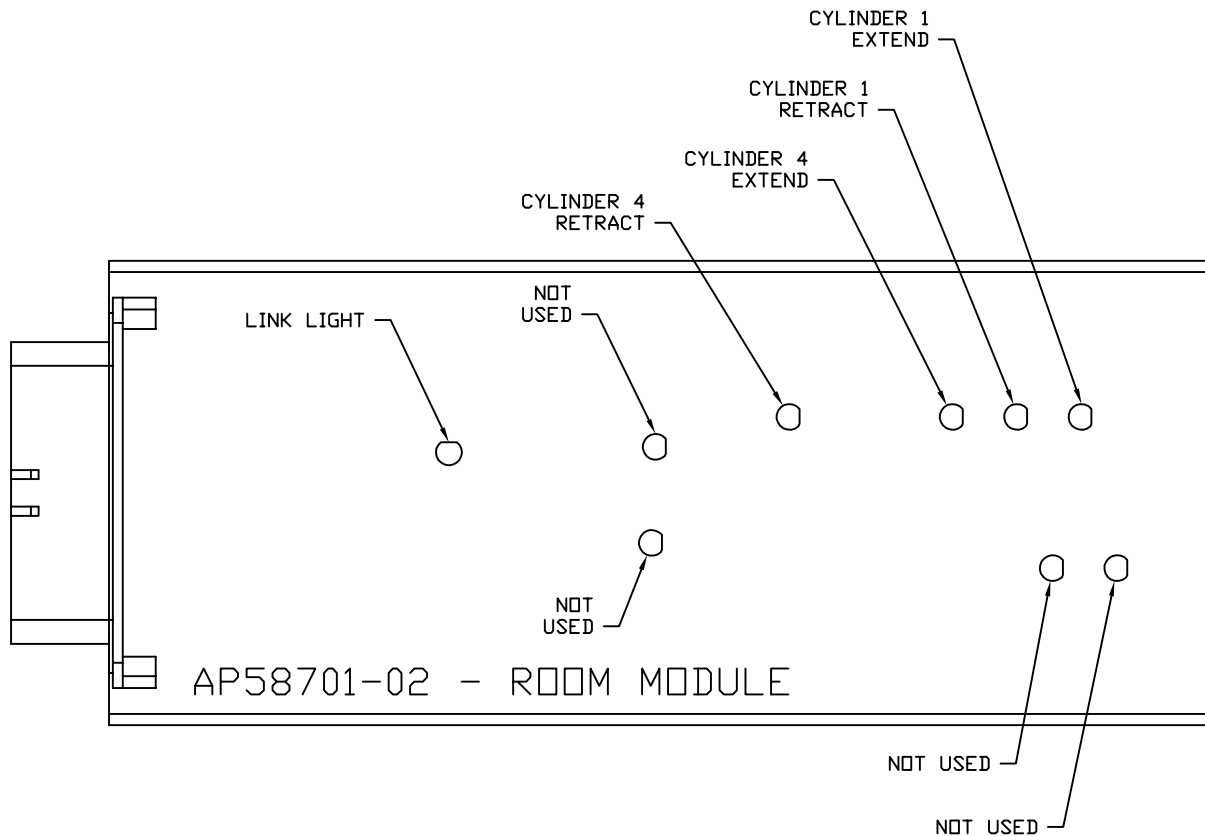 CYLINDER 1
EXTEND
CYLINDER 1
RETRACT
CYLINDER 4
EXTEND
CYLINDER 4
RETRACT
NOT
USED
LINK LIGHT
NOT
USED
AP58701-02 - ROOM MODULE
NOT USED
NOT USED